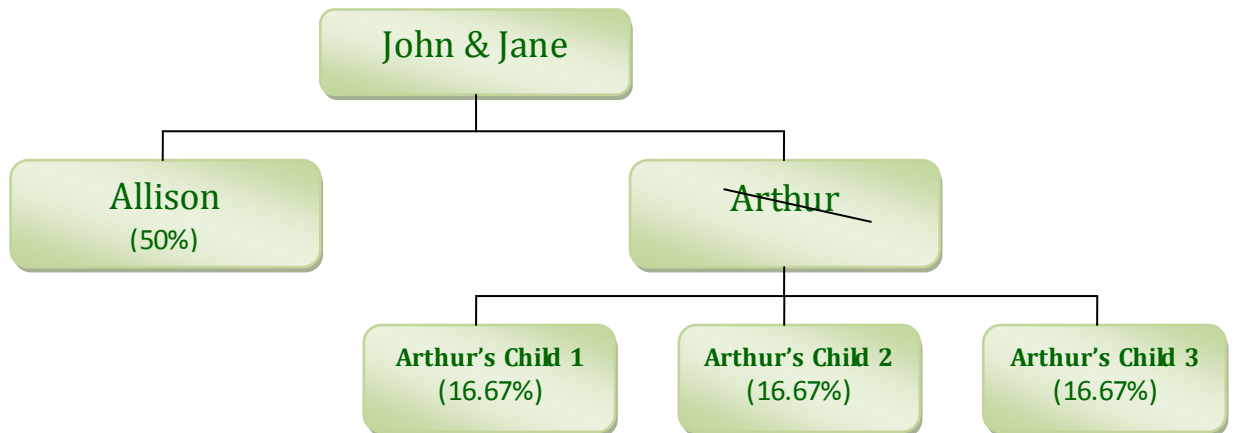 John & Jane
Allison
(50%)
Arthur
Arthur's Child 1
(16.67%)
Arthur's Child 2
(16.67%)
Arthur's Child 3
(16.67%)